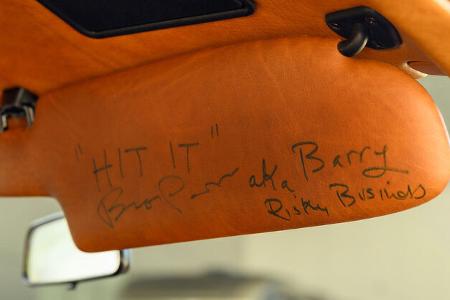 "HIT IT"
aka Barry
Risky Business